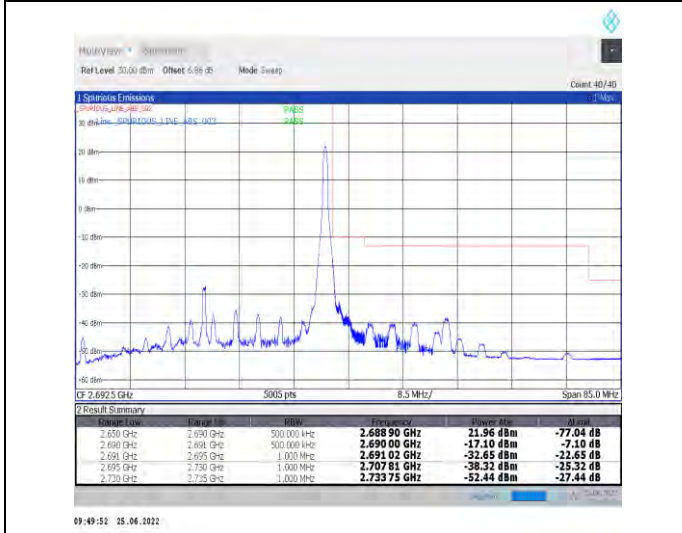 MultiView Spectrum
Ref Level 30.00 dBm Offset 6.88 dB Mode Sweep
Count 40/40
1 Spurious Emissions
_SPURIOUS_LINE_ABS_002 PASS
30 dBm Line _SPURIOUS_LINE_ABS_002 PASS
20 dBm
10 dBm
0 dBm
-10 dBm
-20 dBm
-30 dBm
-40 dBm
-50 dBm
-60 dBm
CF 2.6925 GHz 5005 pts 8.5 MHz/ Span 85.0 MHz
2 Result Summary
Range Low Range Up RBW Frequency Power Abs ΔLimit
2.650 GHz 2.690 GHz 500.000 kHz 2.688 90 GHz 21.96 dBm -77.04 dB
2.690 GHz 2.691 GHz 500.000 kHz 2.690 00 GHz -17.10 dBm -7.10 dB
2.691 GHz 2.695 GHz 1.000 MHz 2.691 02 GHz -32.65 dBm -22.65 dB
2.695 GHz 2.730 GHz 1.000 MHz 2.707 81 GHz -38.32 dBm -25.32 dB
2.730 GHz 2.735 GHz 1.000 MHz 2.733 75 GHz -52.44 dBm -27.44 dB
09:49:52 25.06.2022